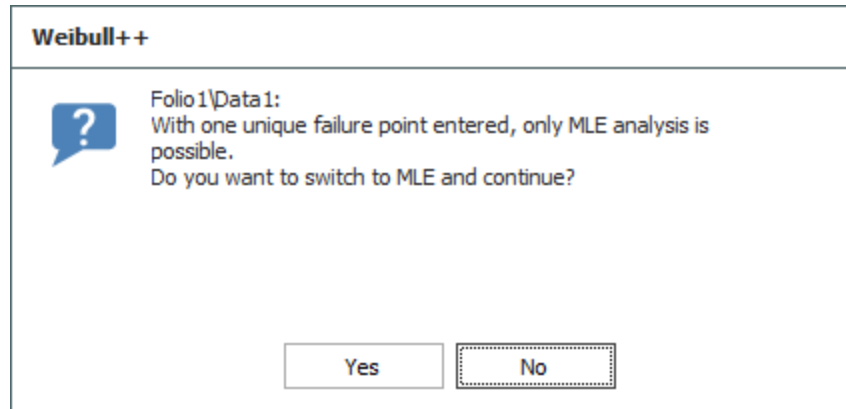 Weibull++
Folio1\Data1:
With one unique failure point entered, only MLE analysis is
possible.
Do you want to switch to MLE and continue?
Yes
No